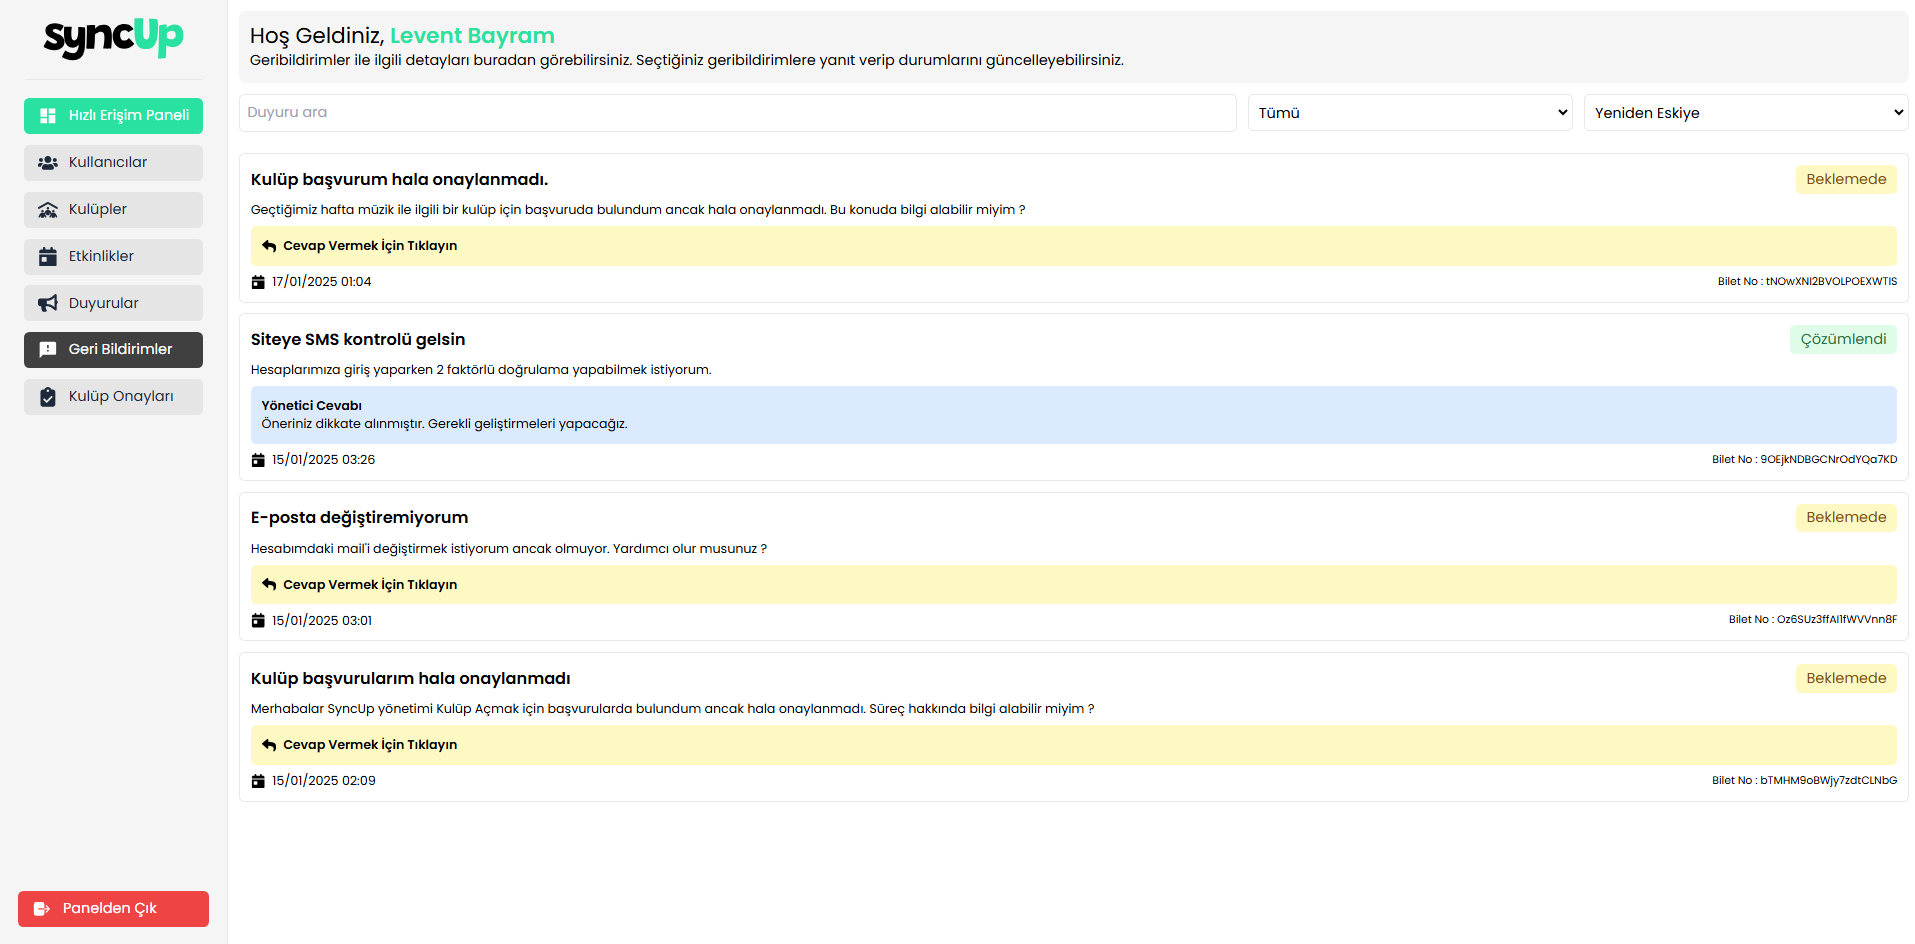 SyncUp
Hızlı Erişim Paneli
Kullanıcılar
Kulüpler
Etkinlikler
Duyurular
Geri Bildirimler
Kulüp Onayları
Panelden Çık
Hoş Geldiniz, Levent Bayram
Geribildirimler ile ilgili detayları buradan görebilirsiniz. Seçtiğiniz geribildirimlere yanıt verip durumlarını güncelleyebilirsiniz.
Duyuru ara
Tümü
Yeniden Eskiye
Kulüp başvurum hala onaylanmadı.
Beklemede
Geçtiğimiz hafta müzik ile ilgili bir kulüp için başvuruda bulundum ancak hala onaylanmadı. Bu konuda bilgi alabilir miyim ?
Cevap Vermek İçin Tıklayın
17/01/2025 01:04
Bilet No : tNOwXNI2BVOLPOEXWTIS
Siteye SMS kontrolü gelsin
Çözümlendi
Hesaplarımıza giriş yaparken 2 faktörlü doğrulama yapabilmek istiyorum.
Yönetici Cevabı
Öneriniz dikkate alınmıştır. Gerekli geliştirmeleri yapacağız.
15/01/2025 03:26
Bilet No : 9OEjkNDBGCNrOdYQa7KD
E-posta değiştiremiyorum
Beklemede
Hesabımdaki mail'i değiştirmek istiyorum ancak olmuyor. Yardımcı olur musunuz ?
Cevap Vermek İçin Tıklayın
15/01/2025 03:01
Bilet No : Oz6SUz3ffAI1fWVVnn8F
Kulüp başvurularım hala onaylanmadı
Beklemede
Merhabalar SyncUp yönetimi Kulüp Açmak için başvurularda bulundum ancak hala onaylanmadı. Süreç hakkında bilgi alabilir miyim ?
Cevap Vermek İçin Tıklayın
15/01/2025 02:09
Bilet No : bTMHM9oBWjy7zdtCLNbG